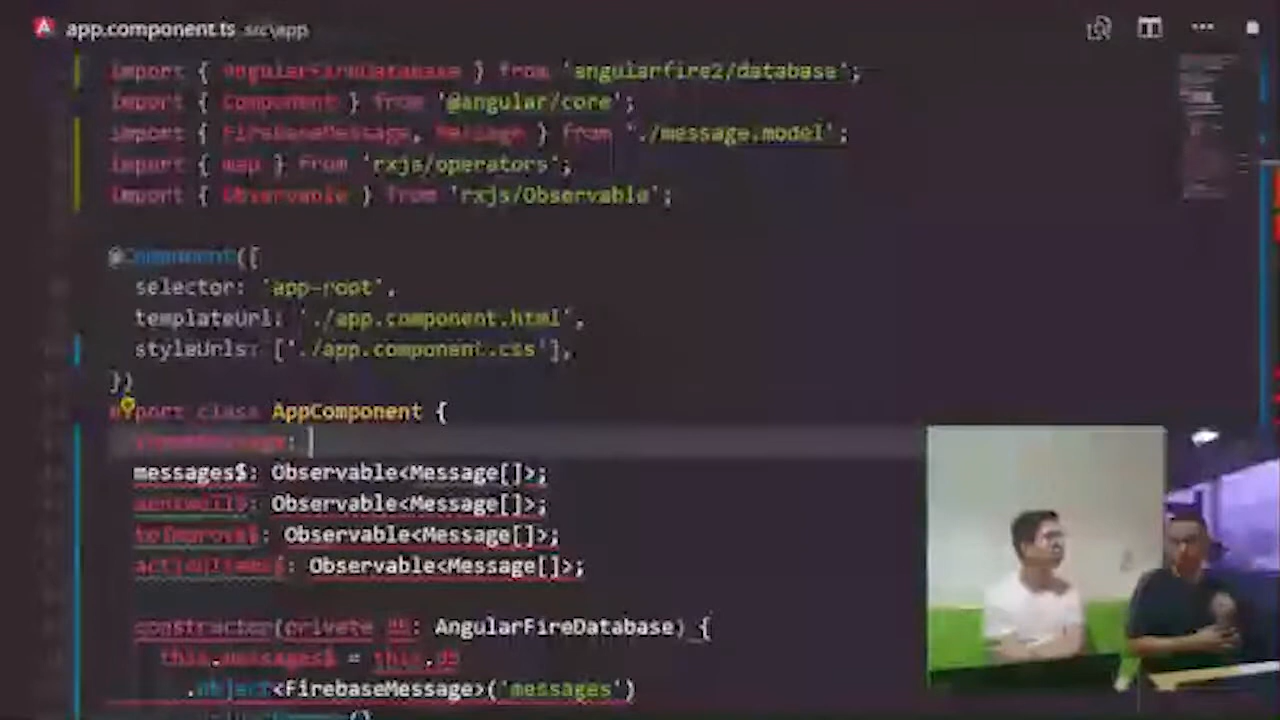 app.component.ts src\app
import { AngularFireDatabase } from 'angularfire2/database';
import { Component } from '@angular/core';
import { FirebaseMessage, Message } from './message.model';
import { map } from 'rxjs/operators';
import { Observable } from 'rxjs/Observable';
@Component({
selector: 'app-root',
templateUrl: './app.component.html',
styleUrls: ['./app.component.css'],
})
export class AppComponent {
messages$: Observable<Message[]>;
Observable<Message[]>;
toImprove$: Observable<Message[]>;
actionItems$: Observable<Message[]>;
constructor(private db: AngularFireDatabase) {
this.messages$ = this.db
.object<FirebaseMessage>('messages')